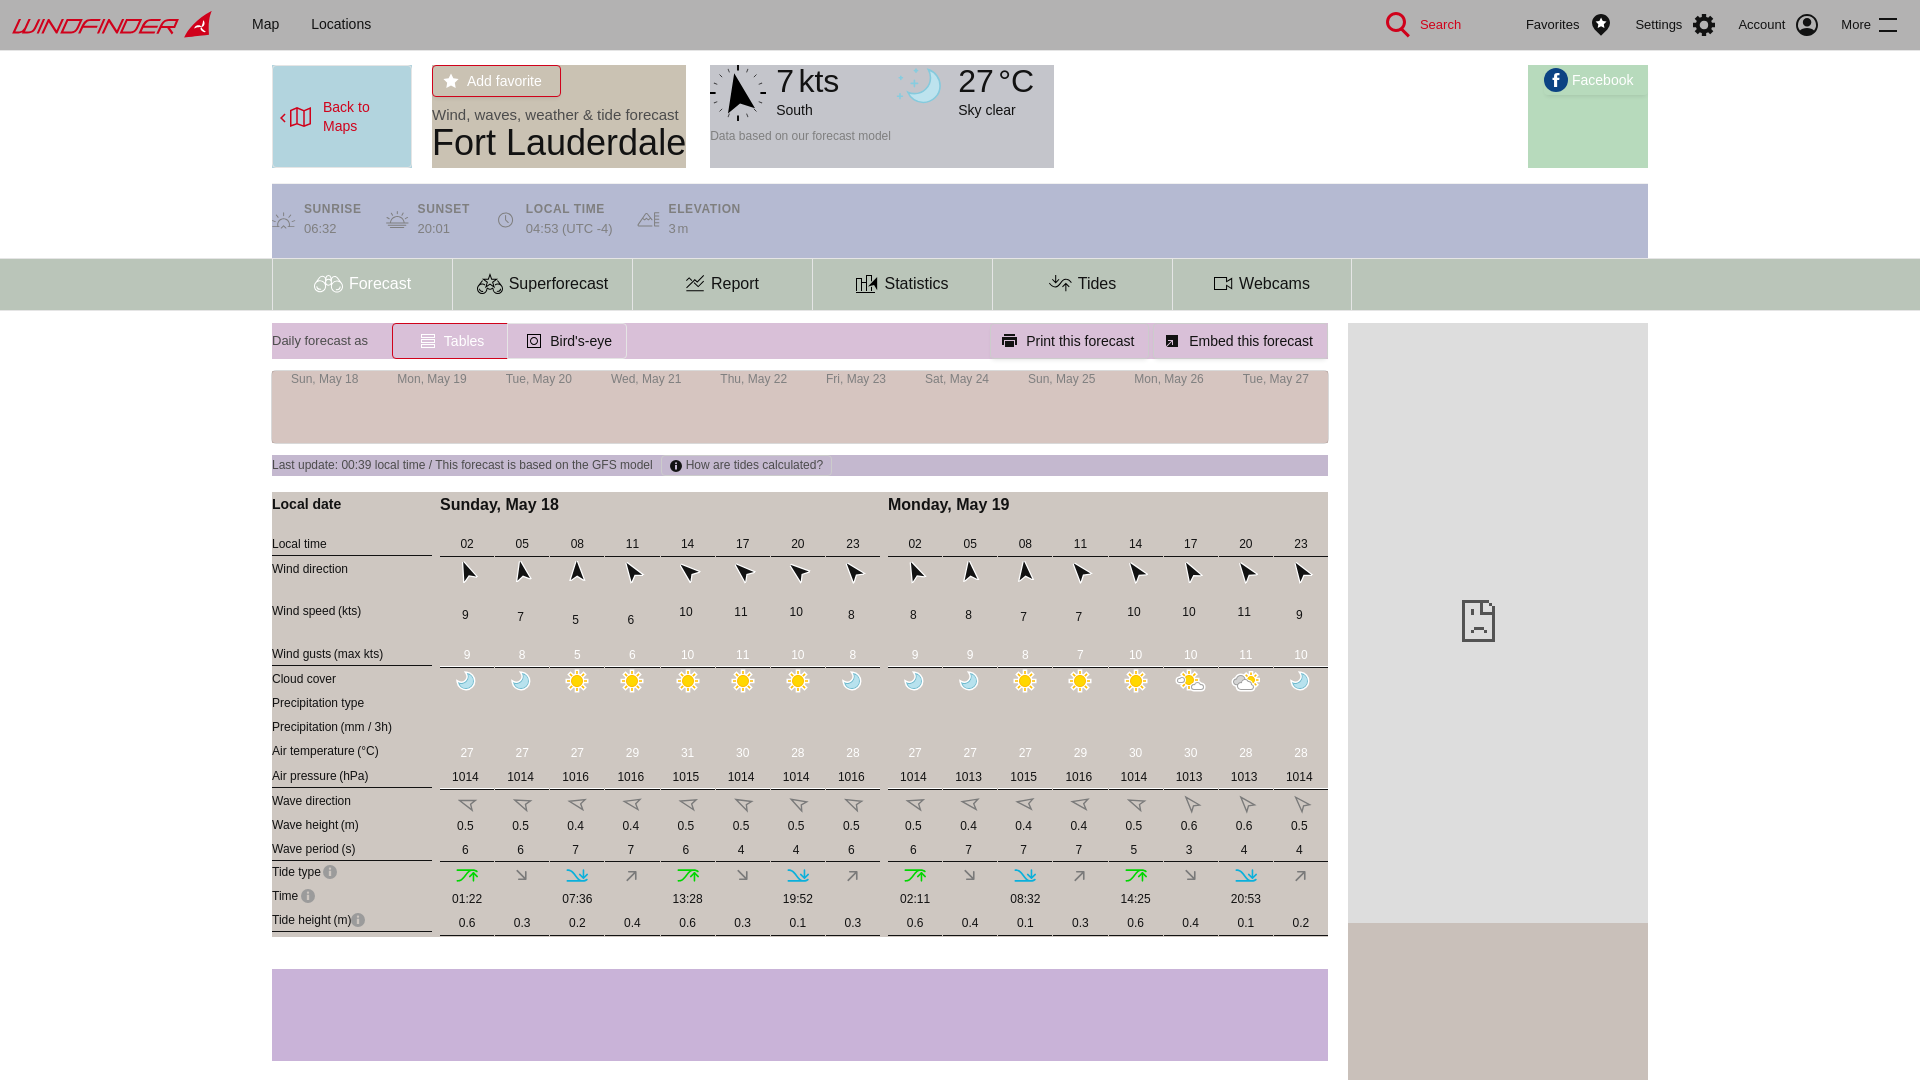 WINDFINDER Map Locations Search Favorites Settings Account More
Back to
Maps
Add favorite
Wind, waves, weather & tide forecast
Fort Lauderdale
7 kts
South
27 °C
Sky clear
Data based on our forecast model
Facebook
SUNRISE SUNSET LOCAL TIME ELEVATION
06:32 20:01 04:53 (UTC -4) 3 m
Forecast Superforecast Report Statistics Tides Webcams
Daily forecast as Tables Bird's-eye Print this forecast Embed this forecast
Sun, May 18 Mon, May 19 Tue, May 20 Wed, May 21 Thu, May 22 Fri, May 23 Sat, May 24 Sun, May 25 Mon, May 26 Tue, May 27
Last update: 00:39 local time / This forecast is based on the GFS model How are tides calculated?
Local date Sunday, May 18 Monday, May 19
Local time 02 05 08 11 14 17 20 23 02 05 08 11 14 17 20 23
Wind direction
Wind speed (kts) 9 7 5 6 10 11 10 8 8 8 7 7 10 10 11 9
Wind gusts (max kts) 9 8 5 6 10 11 10 8 9 9 8 7 10 10 11 10
Cloud cover
Precipitation type
Precipitation (mm / 3h)
Air temperature (°C) 27 27 27 29 31 30 28 28 27 27 27 29 30 30 28 28
Air pressure (hPa) 1014 1014 1016 1016 1015 1014 1014 1016 1014 1013 1015 1016 1014 1013 1013 1014
Wave direction
Wave height (m) 0.5 0.5 0.4 0.4 0.5 0.5 0.5 0.5 0.5 0.4 0.4 0.4 0.5 0.6 0.6 0.5
Wave period (s) 6 6 7 7 6 4 4 6 6 7 7 7 5 3 4 4
Tide type
Time 01:22 07:36 13:28 19:52 02:11 08:32 14:25 20:53
Tide height (m) 0.6 0.3 0.2 0.4 0.6 0.3 0.1 0.3 0.6 0.4 0.1 0.3 0.6 0.4 0.1 0.2